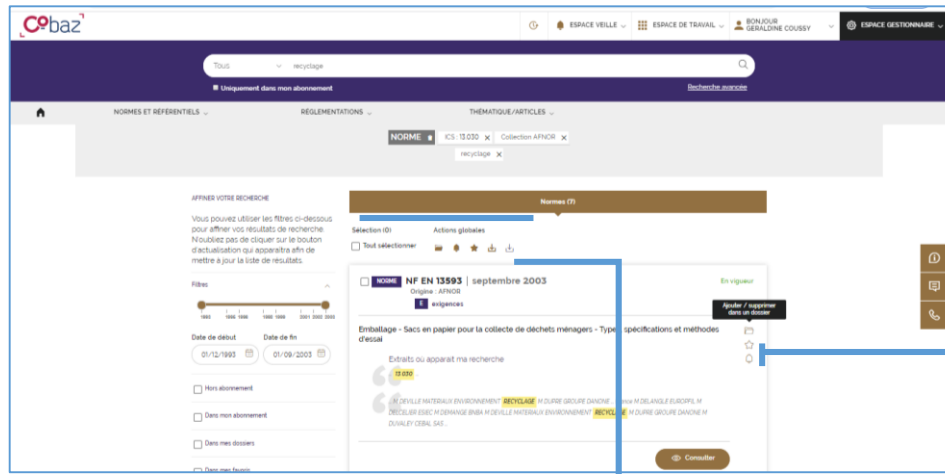 Cobaz
ESPACE VEILLE
ESPACE DE TRAVAIL
BONJOUR
GERALDINE COUSSY
ESPACE GESTIONNAIRE
Tous
recyclage
Uniquement dans mon abonnement
Recherche avancée
NORMES ET RÉFÉRENTIELS
RÉGLEMENTATIONS
THÉMATIQUE/ARTICLES
NORME
ICS : 13.030 x
Collection AFNOR x
recyclage x
AFFINER VOTRE RECHERCHE
Vous pouvez utiliser les filtres ci-dessous
pour affiner vos résultats de recherche.
N'oubliez pas de cliquer sur le bouton
d'actualisation qui apparaitra afin de
mettre à jour la liste de résultats.
Filtres
Date de début
Date de fin
01/12/1993
01/09/2003
Hors abonnement
Dans mon abonnement
Dans mes dossiers
Dans mes favoris
Normes (7)
Sélection (0)
Actions globales
Tout sélectionner
NORME NF EN 13593 | septembre 2003
En vigueur
Origine : AFNOR
E exigences
Ajouter / supprimer
dans un dossier
Emballage - Sacs en papier pour la collecte de déchets ménagers - Types, spécifications et méthodes
d'essai
Extraits où apparait ma recherche
13.030
M DEVILLE MATERIAUX ENVIRONNEMENT RECYCLAGE M DUPRE GROUPE DANONE
M DELANGLE EUROPFIL M
ESEC M DEMANGE BNBA M DEVILLE MATERIAUX ENVIRONNEMENT RECYCLAGE M DUPRE GROUPE DANONE M
DUVALEY CEBAL SAS
Consulter